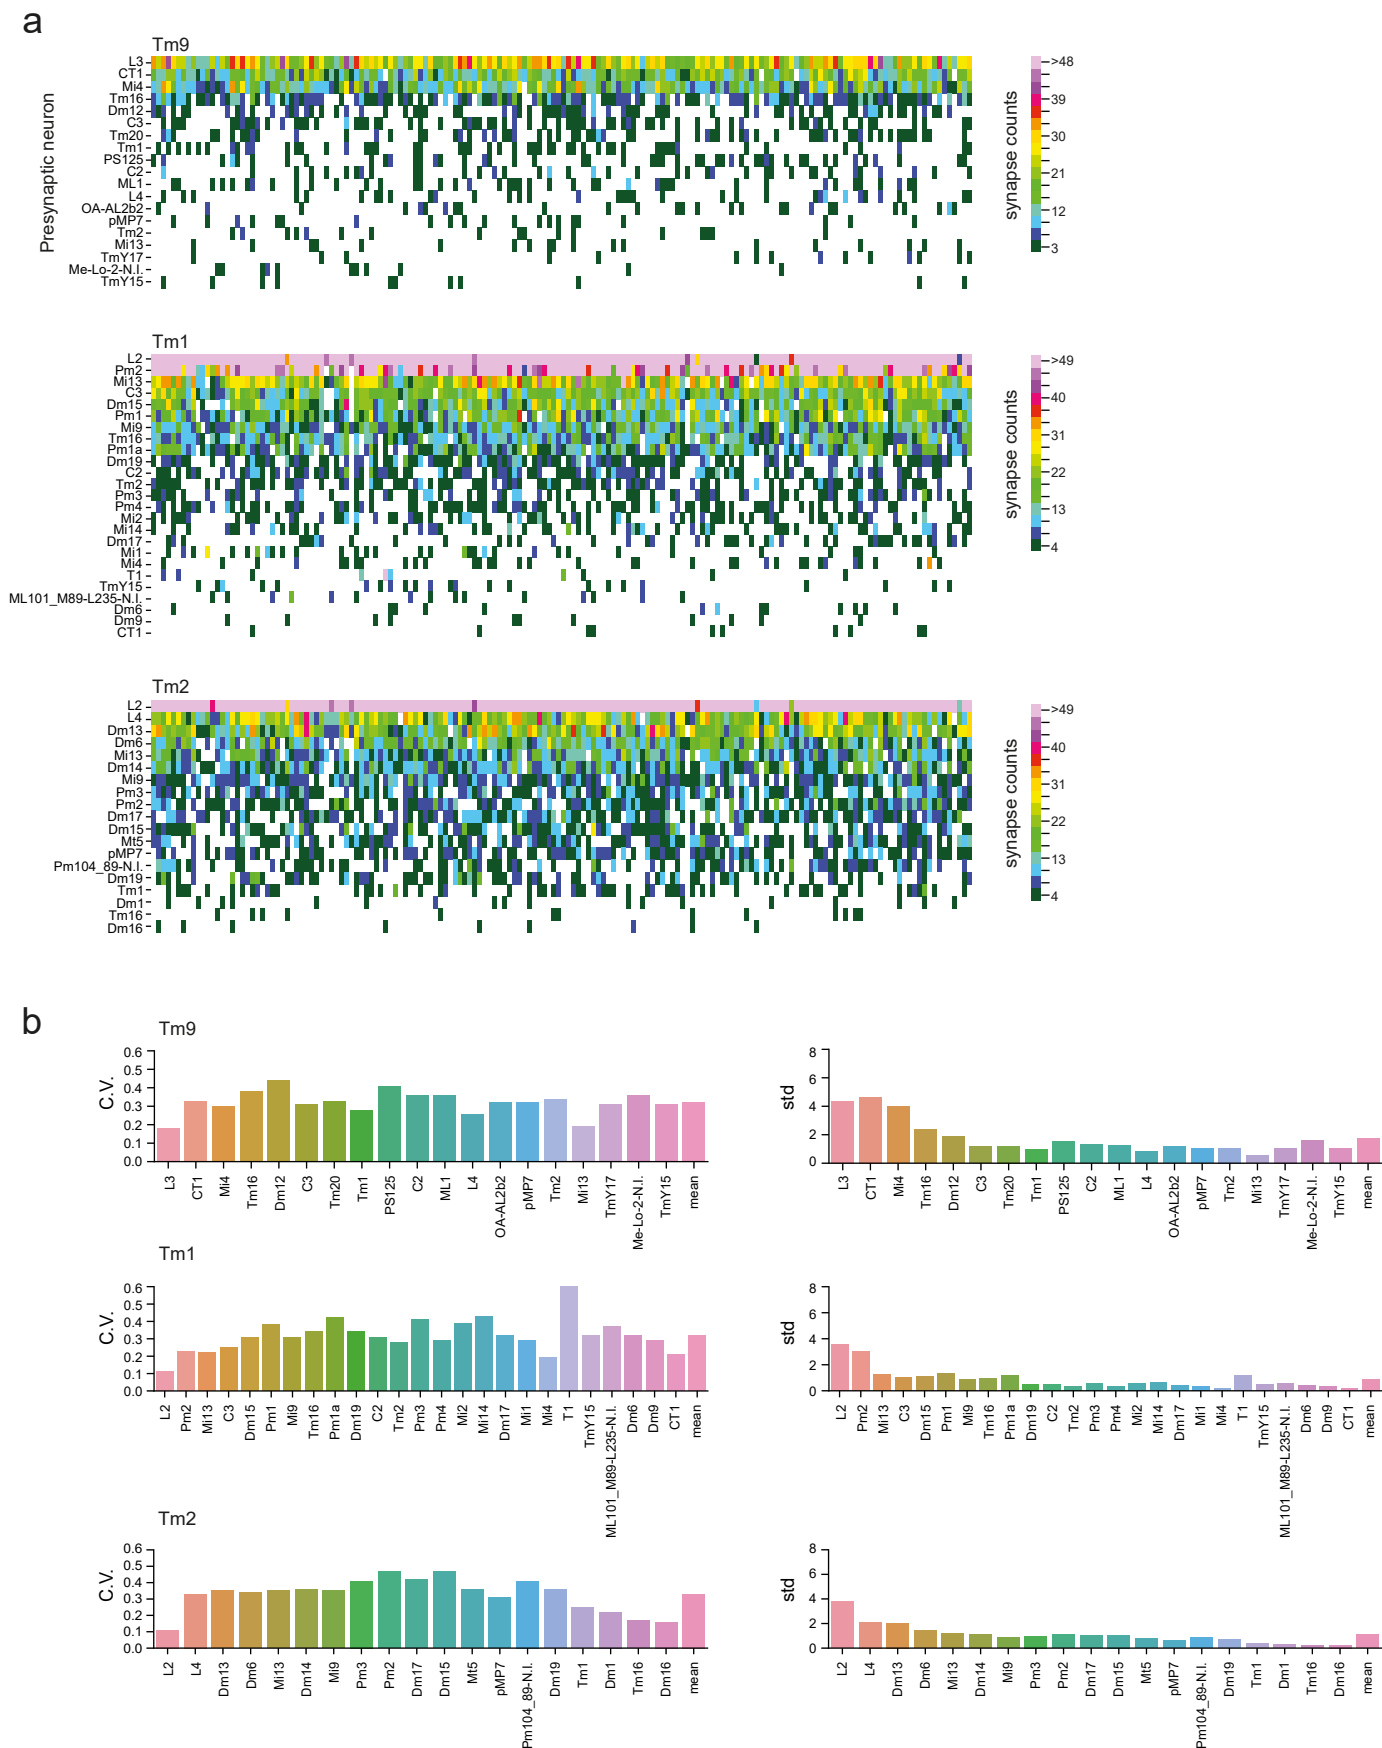 a
Tm9
Presynaptic neuron
L3
CT1
Mi4
Tm16
Dm12
C3
Tm20
Tm1
PS125
C2
ML1
L4
OA-AL2b2
pMP7
Tm2
Mi13
TmY17
Me-Lo-2-N.I.
TmY15
synapse counts
>48
39
30
21
12
3
Tm1
L2
Pm2
Mi13
C3
Dm15
Pm1
Mi9
Tm16
Pm1a
Dm19
C2
Tm2
Pm3
Pm4
Mi2
Mi14
Dm17
Mi1
Mi4
T1
TmY15
ML101_M89-L235-N.I.
Dm6
Dm9
CT1
synapse counts
>49
40
31
22
13
4
Tm2
L2
L4
Dm13
Dm6
Mi13
Dm14
Mi9
Pm3
Pm2
Dm17
Dm15
Mt5
pMP7
Pm104_89-N.I.
Dm19
Tm1
Dm1
Tm16
Dm16
synapse counts
>49
40
31
22
13
4
b
Tm9
C.V.
0.6
0.5
0.4
0.3
0.2
0.1
0.0
L3
CT1
Mi4
Tm16
Dm12
C3
Tm20
Tm1
PS125
C2
ML1
L4
OA-AL2b2
pMP7
Tm2
Mi13
TmY17
Me-Lo-2-N.I.
TmY15
mean
std
8
6
4
2
0
L3
CT1
Mi4
Tm16
Dm12
C3
Tm20
Tm1
PS125
C2
ML1
L4
OA-AL2b2
pMP7
Tm2
Mi13
TmY17
Me-Lo-2-N.I.
TmY15
mean
Tm1
C.V.
0.6
0.5
0.4
0.3
0.2
0.1
0.0
L2
Pm2
Mi13
C3
Dm15
Pm1
Mi9
Tm16
Pm1a
Dm19
C2
Tm2
Pm3
Pm4
Mi2
Mi14
Dm17
Mi1
Mi4
T1
TmY15
ML101_M89-L235-N.I.
Dm6
Dm9
CT1
mean
std
8
6
4
2
0
L2
Pm2
Mi13
C3
Dm15
Pm1
Mi9
Tm16
Pm1a
Dm19
C2
Tm2
Pm3
Pm4
Mi2
Mi14
Dm17
Mi1
Mi4
T1
TmY15
ML101_M89-L235-N.I.
Dm6
Dm9
CT1
mean
Tm2
C.V.
0.6
0.5
0.4
0.3
0.2
0.1
0.0
L2
L4
Dm13
Dm6
Mi13
Dm14
Mi9
Pm3
Pm2
Dm17
Dm15
Mt5
pMP7
Pm104_89-N.I.
Dm19
Tm1
Dm1
Tm16
Dm16
mean
std
8
6
4
2
0
L2
L4
Dm13
Dm6
Mi13
Dm14
Mi9
Pm3
Pm2
Dm17
Dm15
Mt5
pMP7
Pm104_89-N.I.
Dm19
Tm1
Dm1
Tm16
Dm16
mean